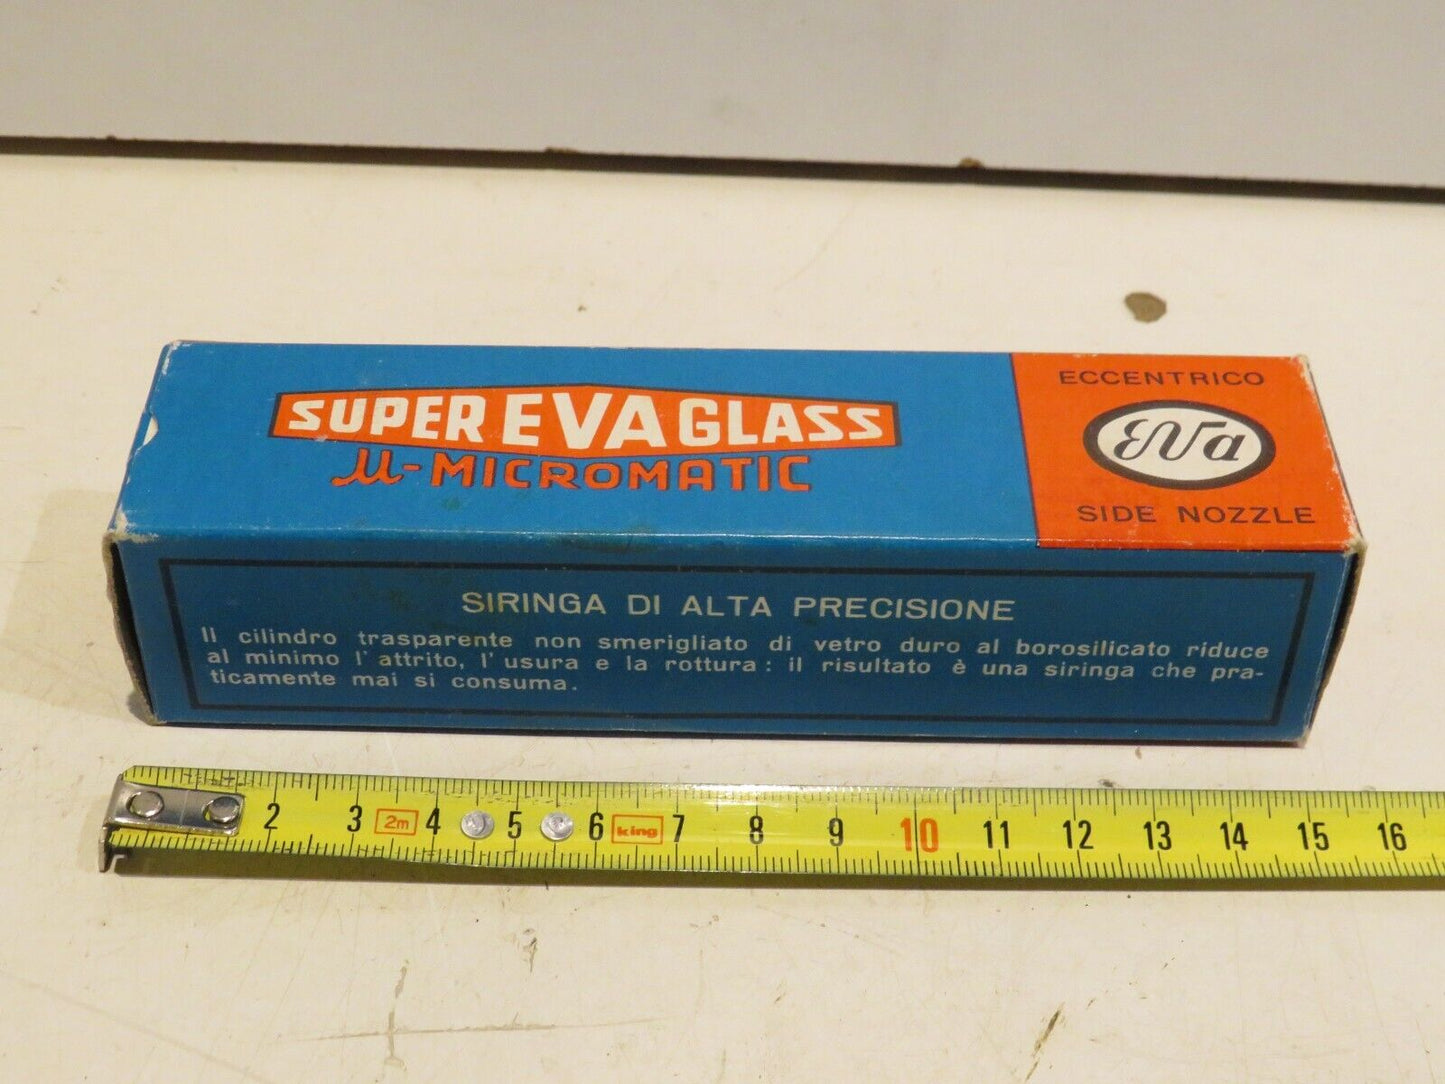 SUPER EVA GLASS
µ-MICROMATIC
ECCENTRICO
EVa
SIDE NOZZLE
SIRINGA DI ALTA PRECISIONE
Il cilindro trasparente non smerigliato di vetro duro al borosilicato riduce
al minimo l'attrito, l'usura e la rottura: il risultato è una siringa che pra-
ticamente mai si consuma.
2 3 2m 4 5 6 king 7 8 9 10 11 12 13 14 15 16